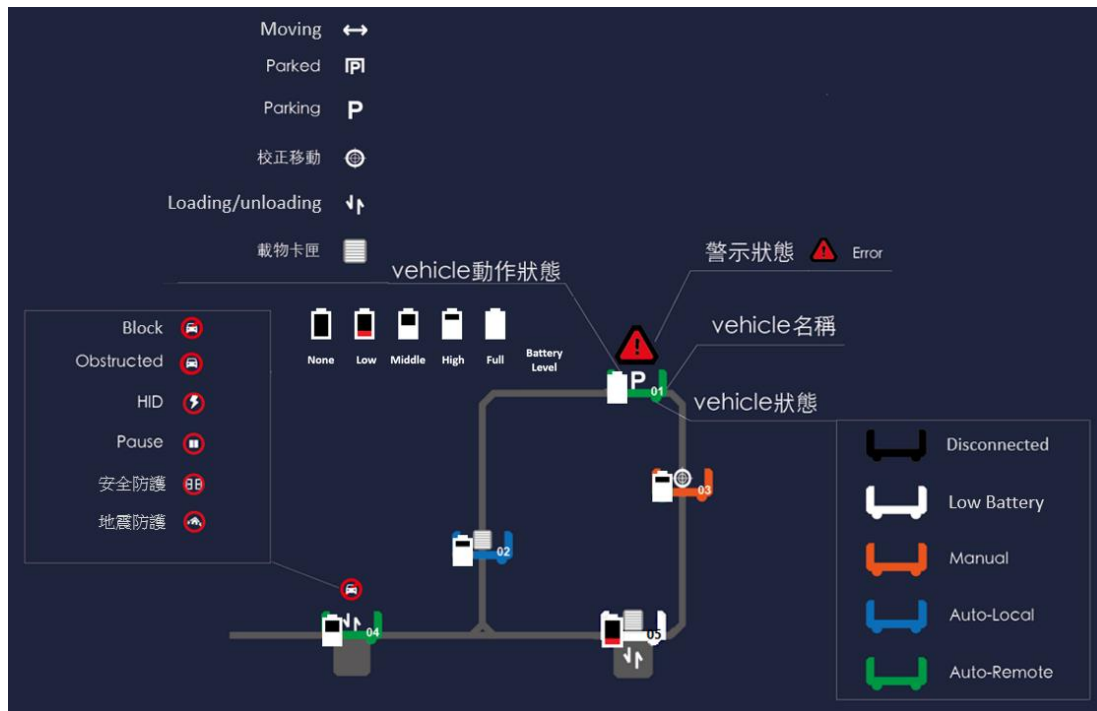 Moving
Parked
P
Parking
P
校正移動
Loading/unloading
載物卡匣
vehicle動作狀態
警示狀態
Error
Block
Obstructed
HID
Pause
安全防護
地震防護
None
Low
Middle
High
Full
Battery
Level
vehicle名稱
P
01
vehicle狀態
03
02
04
05
Disconnected
Low Battery
Manual
Auto-Local
Auto-Remote